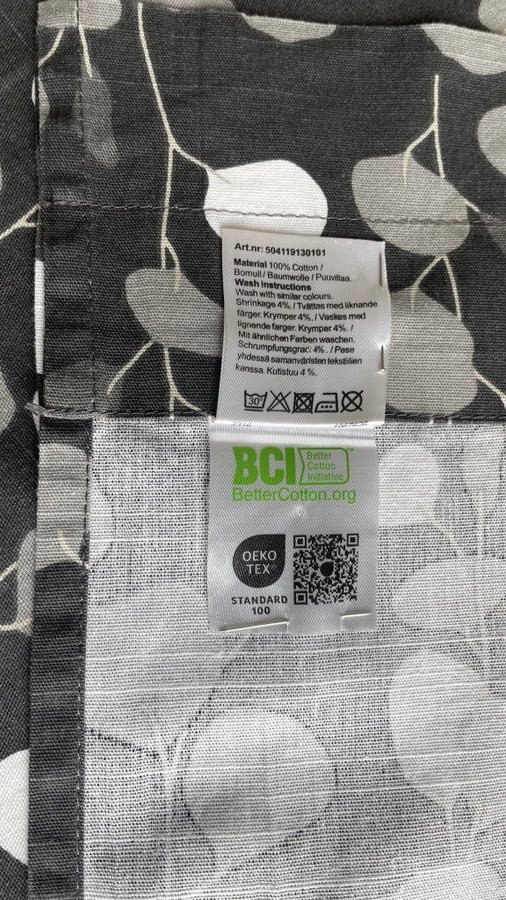 Art.nr: 504119130101
Material 100% Cotton /
Bomull / Baumwolle / Puuvillaa.
Wash Instructions
Wash with similar colours.
Shrinkage 4%. / Tvättas med liknande
färger. Krymper 4%. / Vaskes med
lignende farger. Krymper 4%. /
Mit ähnlichen Farben waschen.
Schrumpfungsgrad: 4%. / Pese
yhdessä samanväristen tekstiilien
kanssa. Kutistuu 4 %.
30
BCI Better
Cotton
Initiative
BetterCotton.org
OEKO
TEX®
STANDARD
100